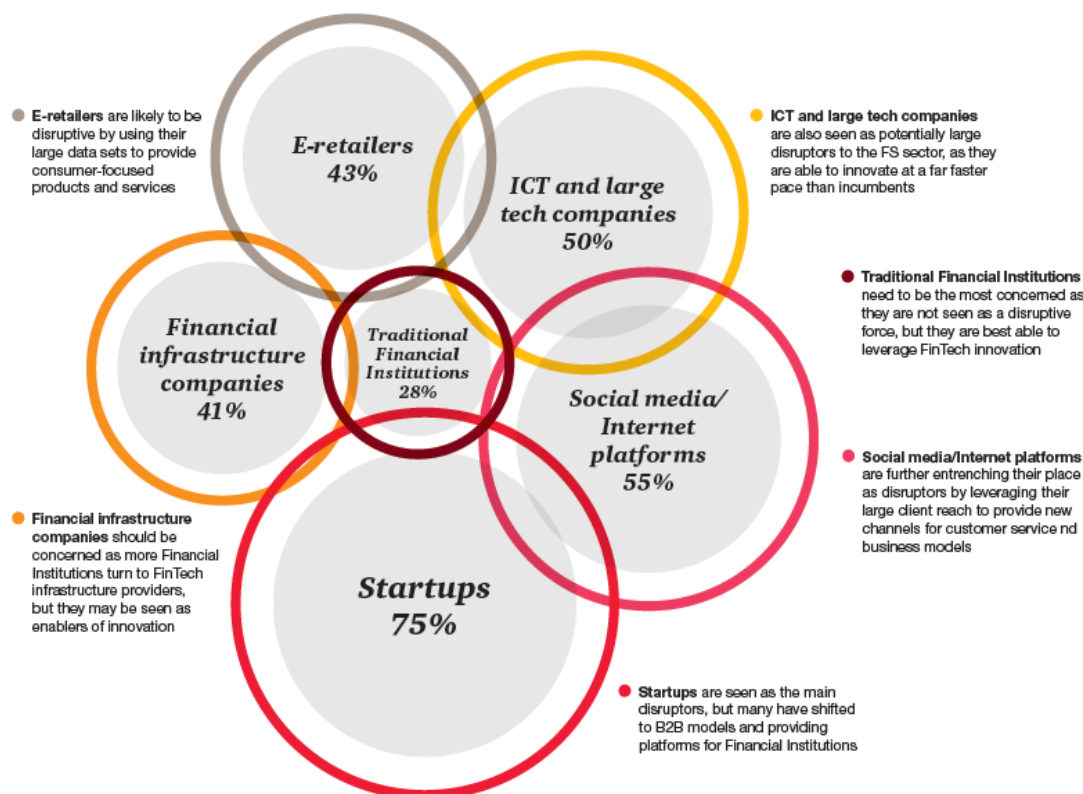 E-retailers are likely to be
disruptive by using their
large data sets to provide
consumer-focused
products and services
E-retailers
43%
ICT and large
tech companies
50%
ICT and large tech companies
are also seen as potentially large
disruptors to the FS sector, as they
are able to innovate at a far faster
pace than incumbents
Financial
infrastructure
companies
41%
Traditional
Financial
Institutions
28%
Traditional Financial Institutions
need to be the most concerned as
they are not seen as a disruptive
force, but they are best able to
leverage FinTech innovation
Social media/
Internet
platforms
55%
Social media/Internet platforms
are further entrenching their place
as disruptors by leveraging their
large client reach to provide new
channels for customer service nd
business models
Financial infrastructure
companies should be
concerned as more Financial
Institutions turn to FinTech
infrastructure providers,
but they may be seen as
enablers of innovation
Startups
75%
Startups are seen as the main
disruptors, but many have shifted
to B2B models and providing
platforms for Financial Institutions